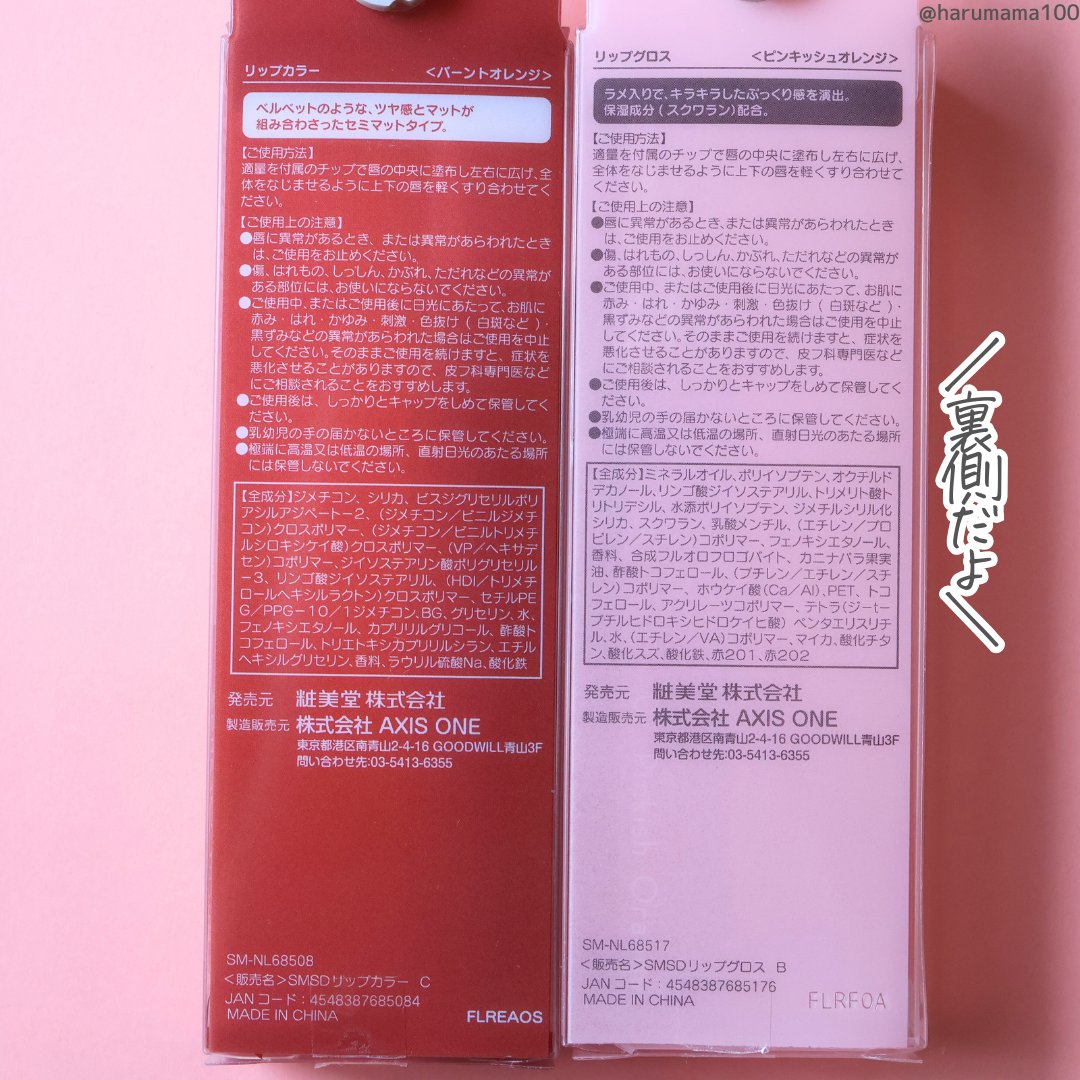 @harumama100
リップカラー <バーントオレンジ>
ベルベットのような、ツヤ感とマットが
組み合わさったセミマットタイプ。
【ご使用方法】
適量を付属のチップで唇の中央に塗布し左右に広げ、全
体をなじませるように上下の唇を軽くすり合わせてく
ださい。
【ご使用上の注意】
●唇に異常があるとき、または異常があらわれたとき
は、ご使用をお止めください。
●傷、はれもの、しっしん、かぶれ、ただれなどの異常が
ある部位には、お使いにならないでください。
●ご使用中、またはご使用後に日光にあたって、お肌に
赤み・はれ・かゆみ・刺激・色抜け(白斑など)・
黒ずみなどの異常があらわれた場合はご使用を中止
してください。そのままご使用を続けますと、症状を
悪化させることがありますので、皮フ科専門医など
にご相談されることをおすすめします。
●ご使用後は、しっかりとキャップをしめて保管してく
ださい。
●乳幼児の手の届かないところに保管してください。
●極端に高温又は低温の場所、直射日光のあたる場所
には保管しないでください。
【全成分】ジメチコン、シリカ、ビスジグリセリルポリ
アシルアジペート-2、(ジメチコン/ビニルジメチ
コン)クロスポリマー、(ジメチコン/ビニルトリメチ
ルシロキシケイ酸)クロスポリマー、(VP/ヘキサデ
セン)コポリマー、ジイソステアリン酸ポリグリセリル
-3、リンゴ酸ジイソステアリル、(HDI/トリメチ
ロールヘキシルラクトン)クロスポリマー、セチルPE
G/PPG-10/1ジメチコン、BG、グリセリン、水、
フェノキシエタノール、カプリリルグリコール、酢酸ト
コフェロール、トリエトキシカプリリルシラン、エチル
ヘキシルグリセリン、香料、ラウリル硫酸Na、酸化鉄
発売元 粧美堂 株式会社
製造販売元 株式会社 AXIS ONE
東京都港区南青山2-4-16 GOODWILL青山3F
問い合わせ先:03-5413-6355
SM-NL68508
<販売名>SMSDリップカラー C
JAN コード：4548387685084
MADE IN CHINA
FLREAOS
リップグロス <ピンキッシュオレンジ>
ラメ入りで、キラキラしたぷっくり感を演出。
保湿成分(スクワラン)配合。
【ご使用方法】
適量を付属のチップで唇の中央に塗布し左右に広げ、
全体をなじませるように上下の唇を軽くすり合わせて
ください。
【ご使用上の注意】
●唇に異常があるとき、または異常があらわれたとき
は、ご使用をお止めください。
●傷、はれもの、しっしん、かぶれ、ただれなどの異常が
ある部位には、お使いにならないでください。
●ご使用中、またはご使用後に日光にあたって、お肌に
赤み・はれ・かゆみ・刺激・色抜け(白斑など)・
黒ずみなどの異常があらわれた場合はご使用を中止
してください。そのままご使用を続けますと、症状を
悪化させることがありますので、皮フ科専門医など
にご相談されることをおすすめします。
●ご使用後は、しっかりとキャップをしめて保管してく
ださい。
●乳幼児の手の届かないところに保管してください。
●極端に高温又は低温の場所、直射日光のあたる場所
には保管しないでください。
【全成分】ミネラルオイル、ポリイソブテン、オクチルド
デカノール、リンゴ酸ジイソステアリル、トリメリト酸ト
リトリデシル、水添ポリイソブテン、ジメチルシリル化
シリカ、スクワラン、乳酸メンチル、(エチレン/プロ
ピレン/スチレン)コポリマー、フェノキシエタノール、
香料、合成フルオロフロゴパイト、カニナバラ果実
油、酢酸トコフェロール、(ブチレン/エチレン/スチ
レン)コポリマー、ホウケイ酸(Ca/Al)、PET、トコ
フェロール、アクリレーツコポリマー、テトラ(ジ-t-
ブチルヒドロキシヒドロケイヒ酸)ペンタエリスリチ
ル、水、(エチレン/VA)コポリマー、マイカ、酸化チタ
ン、酸化スズ、酸化鉄、赤201、赤202
発売元 粧美堂 株式会社
製造販売元 株式会社 AXIS ONE
東京都港区南青山2-4-16 GOODWILL青山3F
問い合わせ先:03-5413-6355
SM-NL68517
<販売名>SMSDリップグロス B
JAN コード：4548387685176
MADE IN CHINA
FLRF0A
裏側だよ